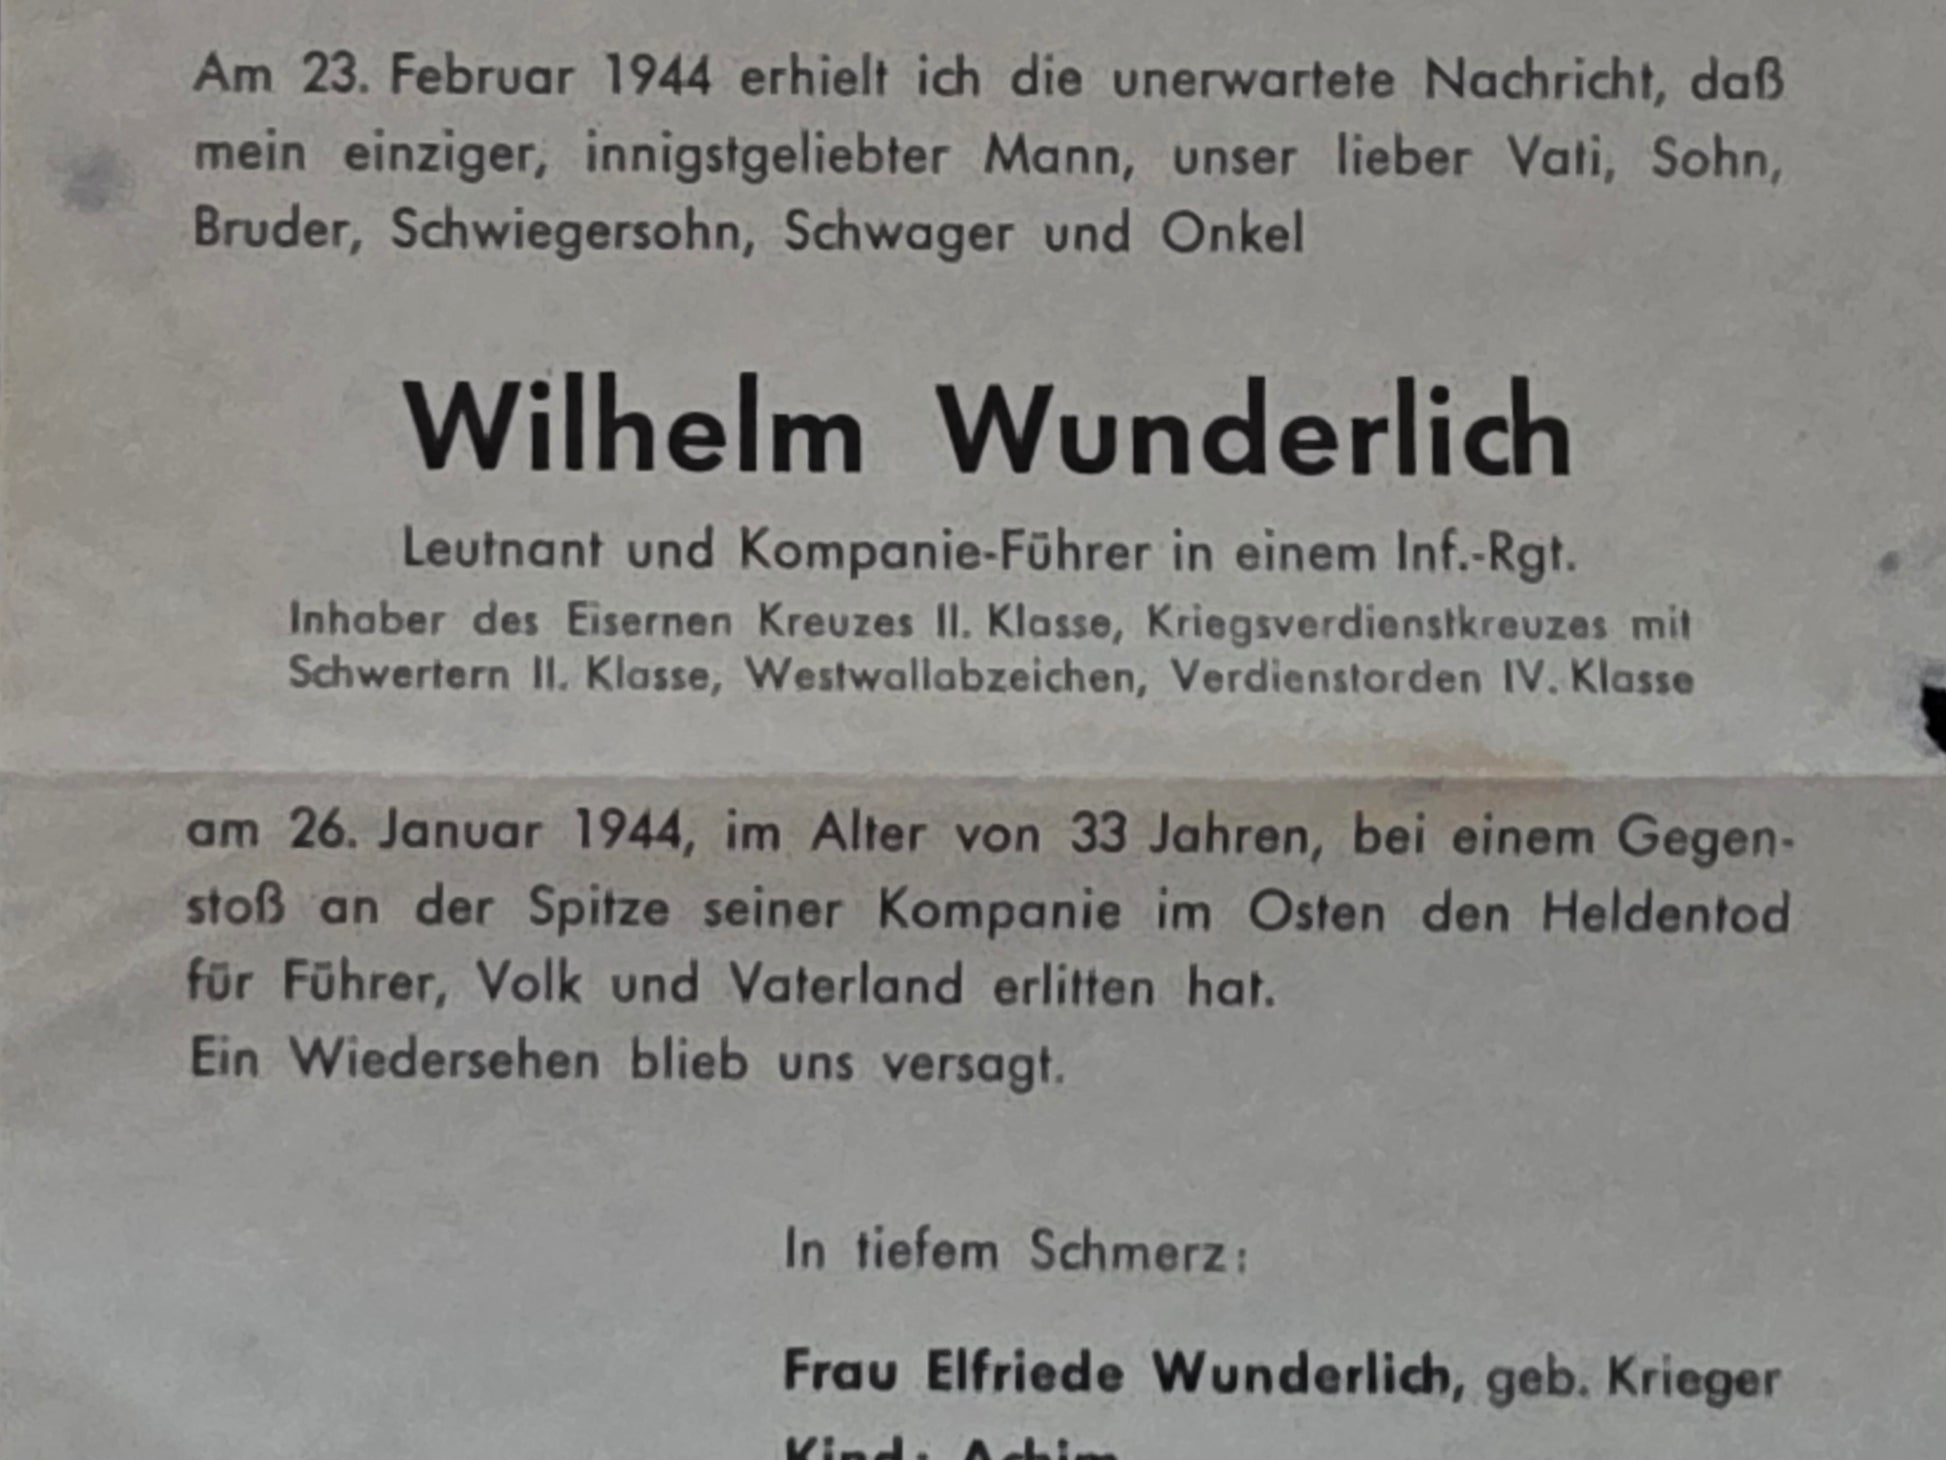 Am 23. Februar 1944 erhielt ich die unerwartete Nachricht, daß
mein einziger, innigstgeliebter Mann, unser lieber Vati, Sohn,
Bruder, Schwiegersohn, Schwager und Onkel
Wilhelm Wunderlich
Leutnant und Kompanie-Führer in einem Inf.-Rgt.
Inhaber des Eisernen Kreuzes II. Klasse, Kriegsverdienstkreuzes mit
Schwertern II. Klasse, Westwallabzeichen, Verdienstorden IV. Klasse
am 26. Januar 1944, im Alter von 33 Jahren, bei einem Gegen-
stoß an der Spitze seiner Kompanie im Osten den Heldentod
für Führer, Volk und Vaterland erlitten hat.
Ein Wiedersehen blieb uns versagt.
In tiefem Schmerz:
Frau Elfriede Wunderlich, geb. Krieger
Kind: Achim